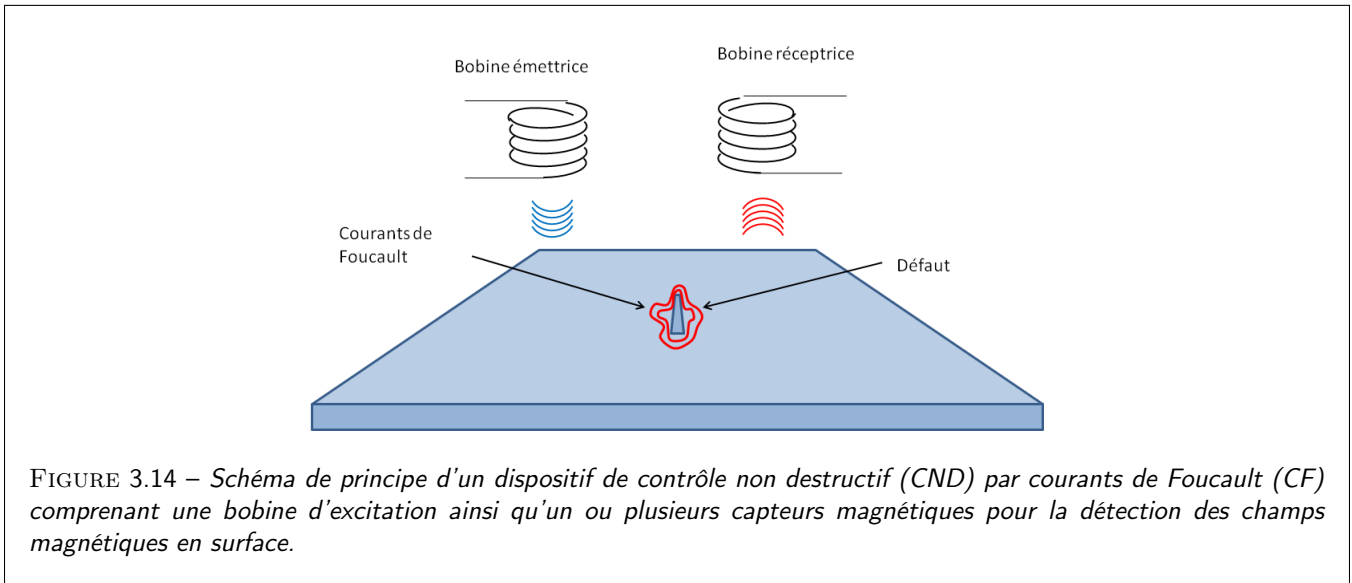 Bobine émettrice
Bobine réceptrice
Courants de
Foucault
Défaut
FIGURE 3.14 – Schéma de principe d'un dispositif de contrôle non destructif (CND) par courants de Foucault (CF)
comprenant une bobine d'excitation ainsi qu'un ou plusieurs capteurs magnétiques pour la détection des champs
magnétiques en surface.